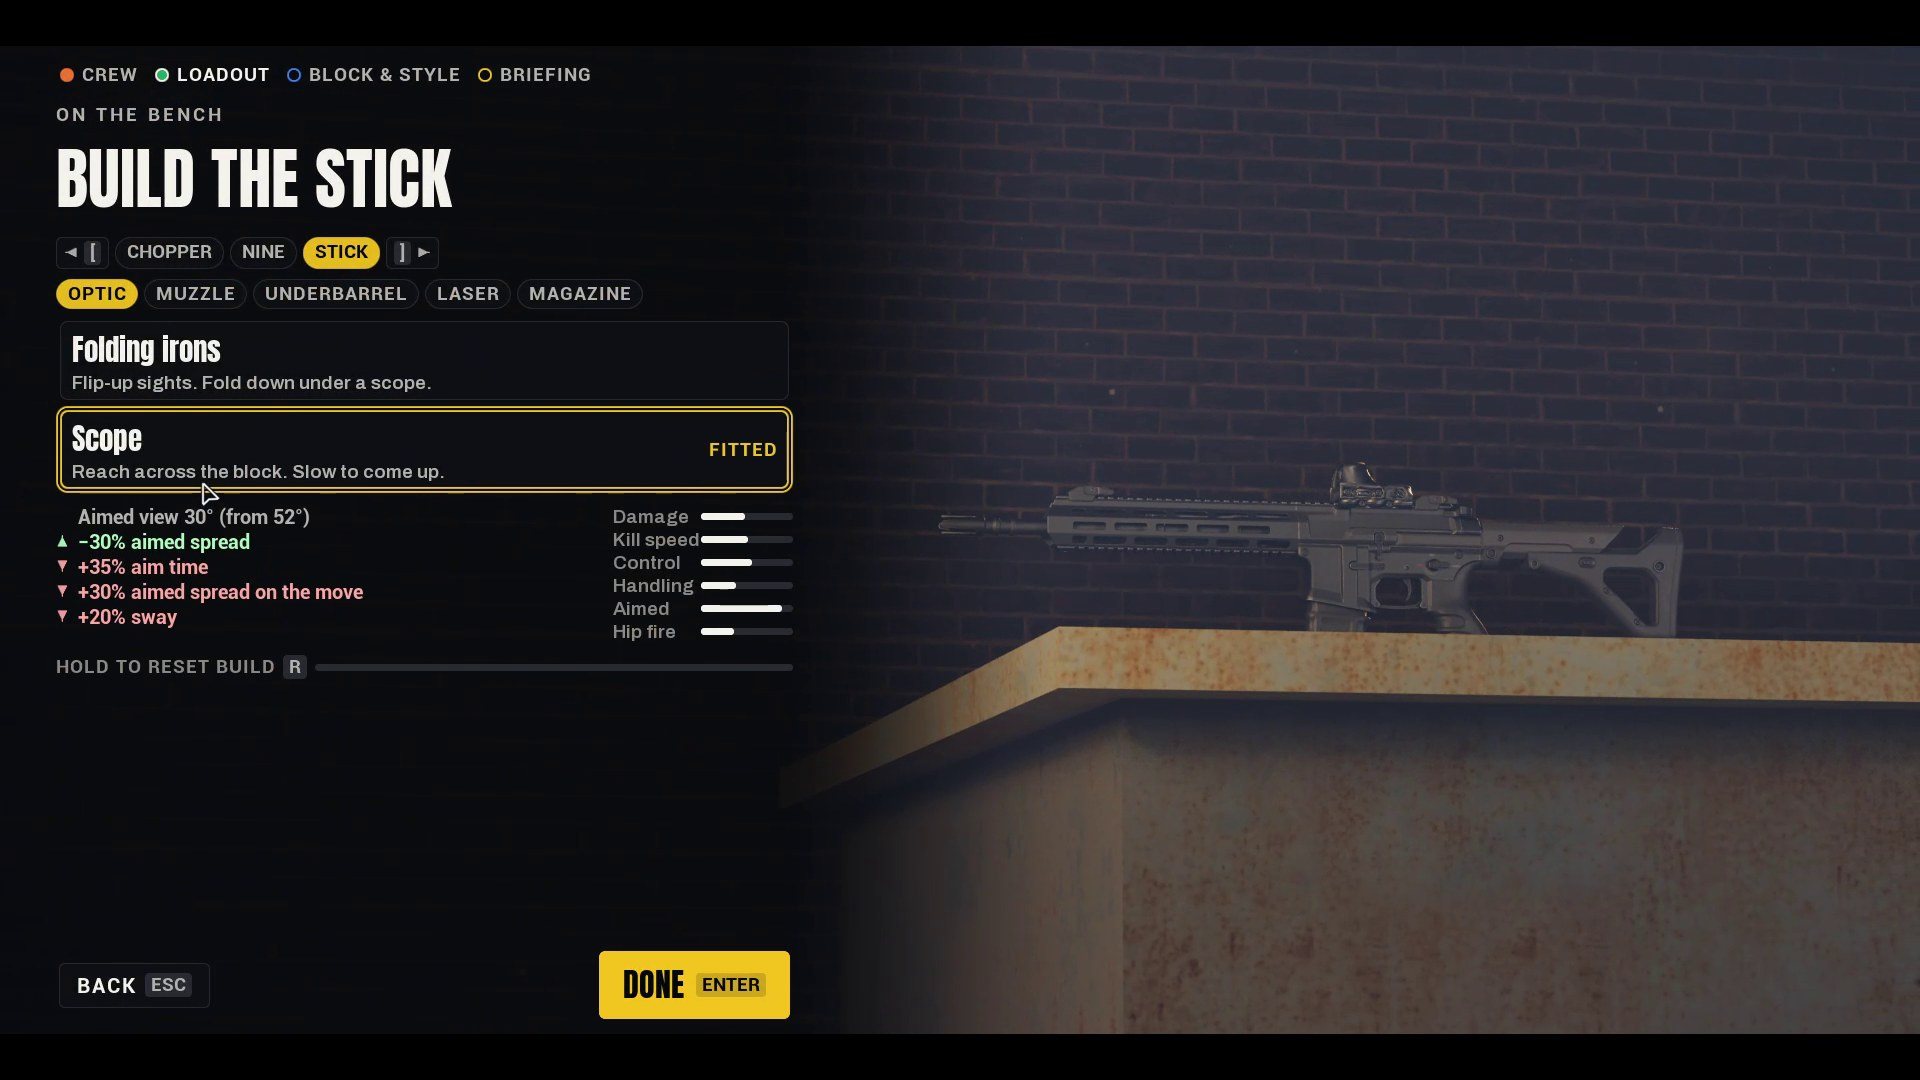 CREW LOADOUT BLOCK & STYLE BRIEFING
ON THE BENCH
BUILD THE STICK
◄ [ CHOPPER NINE STICK ] ►
OPTIC MUZZLE UNDERBARREL LASER MAGAZINE
Folding irons
Flip-up sights. Fold down under a scope.
Scope
Reach across the block. Slow to come up.
FITTED
Aimed view 30° (from 52°)
−30% aimed spread
+35% aim time
+30% aimed spread on the move
+20% sway
Damage
Kill speed
Control
Handling
Aimed
Hip fire
HOLD TO RESET BUILD R
BACK ESC
DONE ENTER